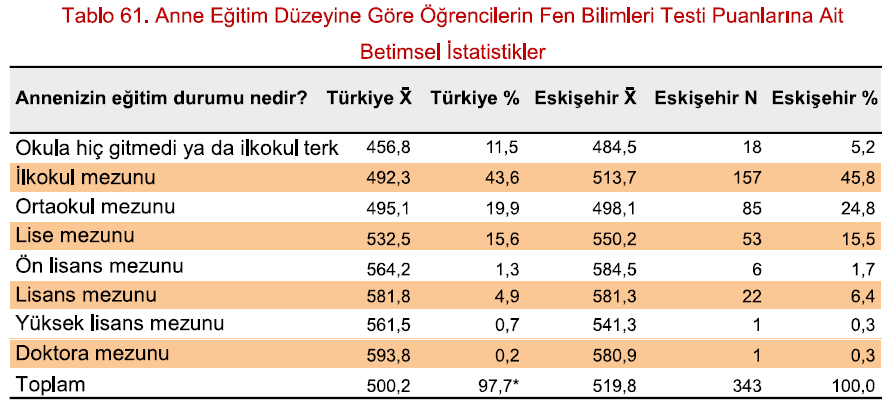 Tablo 61. Anne Eğitim Düzeyine Göre Öğrencilerin Fen Bilimleri Testi Puanlarına Ait
Betimsel İstatistikler
Annenizin eğitim durumu nedir? Türkiye X̄ Türkiye % Eskişehir X̄ Eskişehir N Eskişehir %
Okula hiç gitmedi ya da ilkokul terk 456,8 11,5 484,5 18 5,2
İlkokul mezunu 492,3 43,6 513,7 157 45,8
Ortaokul mezunu 495,1 19,9 498,1 85 24,8
Lise mezunu 532,5 15,6 550,2 53 15,5
Ön lisans mezunu 564,2 1,3 584,5 6 1,7
Lisans mezunu 581,8 4,9 581,3 22 6,4
Yüksek lisans mezunu 561,5 0,7 541,3 1 0,3
Doktora mezunu 593,8 0,2 580,9 1 0,3
Toplam 500,2 97,7* 519,8 343 100,0